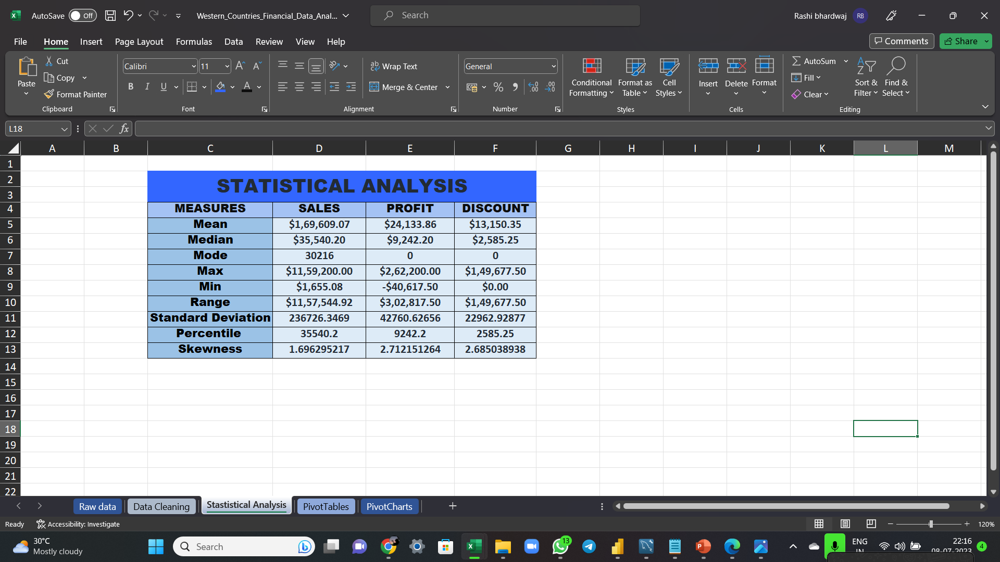 AutoSave Off Western_Countries_Financial_Data_Anal... Search Rashi bhardwaj RB
File Home Insert Page Layout Formulas Data Review View Help Comments Share
Paste Cut Copy Format Painter Clipboard
Calibri 11 B I U A Font
Wrap Text Merge & Center Alignment
General % Number
Conditional Formatting Format as Table Cell Styles Styles
Insert Delete Format Cells
AutoSum Fill Clear Sort & Filter Find & Select Editing
L18 fx
A B C D E F G H I J K L M
1
2 STATISTICAL ANALYSIS
3
4 MEASURES SALES PROFIT DISCOUNT
5 Mean $1,69,609.07 $24,133.86 $13,150.35
6 Median $35,540.20 $9,242.20 $2,585.25
7 Mode 30216 0 0
8 Max $11,59,200.00 $2,62,200.00 $1,49,677.50
9 Min $1,655.08 -$40,617.50 $0.00
10 Range $11,57,544.92 $3,02,817.50 $1,49,677.50
11 Standard Deviation 236726.3469 42760.62656 22962.92877
12 Percentile 35540.2 9242.2 2585.25
13 Skewness 1.696295217 2.712151264 2.685038938
14
15
16
17
18
19
20
21
22
Raw data Data Cleaning Stastistical Analysis PivotTables PivotCharts
Ready Accessibility: Investigate 120%
30°C
Mostly cloudy
Search 13 ENG
IN
22:16
08-07-2023
4